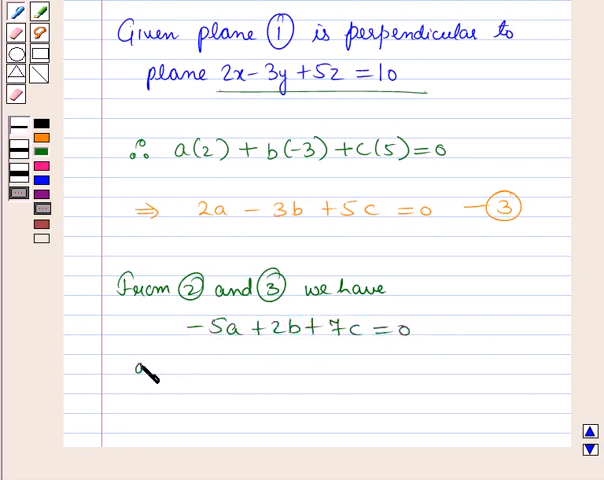 Given plane ① is perpendicular to
plane 2x - 3y + 5z = 10
∴ a(2) + b(-3) + c(5) = 0
⇒ 2a - 3b + 5c = 0 - ③
From ② and ③ we have
-5a + 2b + 7c = 0
a